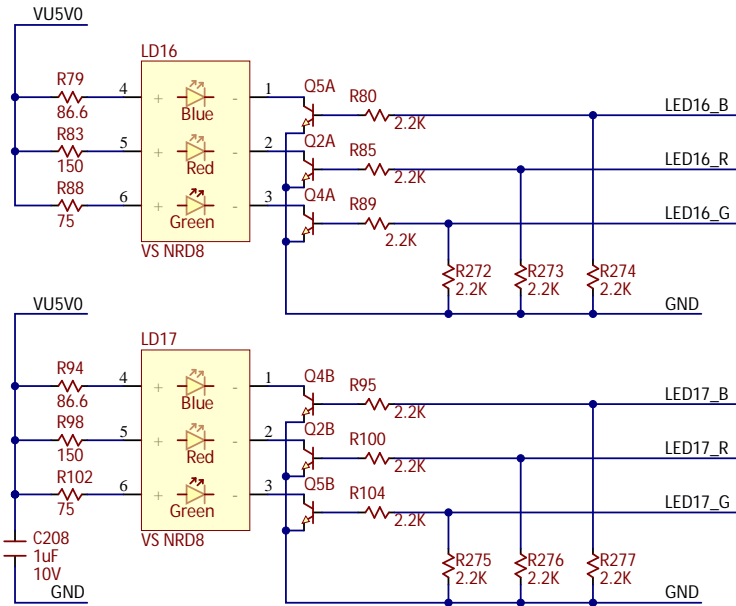 VU5V0
LD16
Q5A
R79 4 + - 1 R80 LED16_B
86.6 Blue 2.2K
R83 5 + - 2 Q2A R85 LED16_R
150 Red 2.2K
R88 6 + - 3 Q4A R89 LED16_G
75 Green 2.2K
VS NRD8
R272 R273 R274
2.2K 2.2K 2.2K
VU5V0 GND
LD17
R94 4 + - 1 Q4B R95 LED17_B
86.6 Blue 2.2K
R98 5 + - 2 Q2B R100 LED17_R
150 Red 2.2K
R102 6 + - 3 Q5B R104 LED17_G
75 Green 2.2K
VS NRD8
C208
1uF R275 R276 R277
10V 2.2K 2.2K 2.2K
GND GND